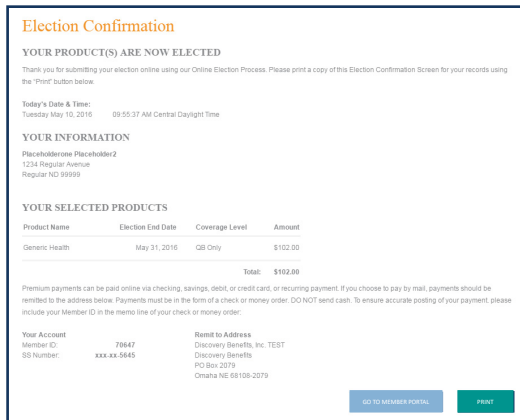 Election Confirmation
YOUR PRODUCT(S) ARE NOW ELECTED
Thank you for submitting your election online using our Online Election Process. Please print a copy of this Election Confirmation Screen for your records using
the "Print" button below.
Today's Date & Time:
Tuesday May 10, 2016 09:55:37 AM Central Daylight Time
YOUR INFORMATION
Placeholderone Placeholder2
1234 Regular Avenue
Regular ND 99999
YOUR SELECTED PRODUCTS
Product Name Election End Date Coverage Level Amount
Generic Health May 31, 2016 QB Only $102.00
Total: $102.00
Premium payments can be paid online via checking, savings, debit, or credit card, or recurring payment. If you choose to pay by mail, payments should be
remitted to the address below. Payments must be in the form of a check or money order. DO NOT send cash. To ensure accurate posting of your payment, please
include your Member ID in the memo line of your check or money order:
Your Account Remit to Address
Member ID: 70647 Discovery Benefits, Inc. TEST
SS Number: xxx-xx-5645 Discovery Benefits
PO Box 2079
Omaha NE 68108-2079
GO TO MEMBER PORTAL PRINT